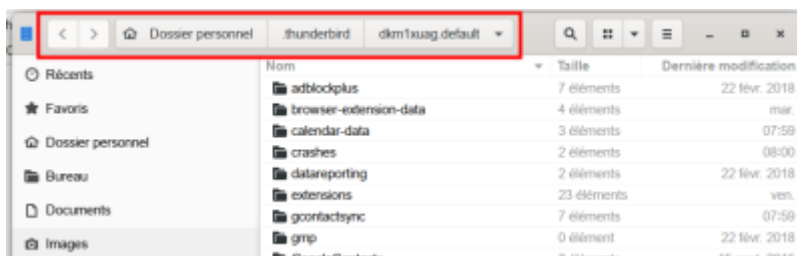 Dossier personnel .thunderbird dkm1xuag.default
Nom Taille Dernière modification
Récents
adblockplus 7 éléments 22 févr. 2018
Favoris
browser-extension-data 4 éléments mar.
calendar-data 3 éléments 07:59
Dossier personnel
crashes 2 éléments 08:00
Bureau
datareporting 2 éléments 22 févr. 2018
extensions 23 éléments ven.
Documents
gcontactsync 7 éléments 07:59
Images
gmp 0 élément 22 févr. 2018